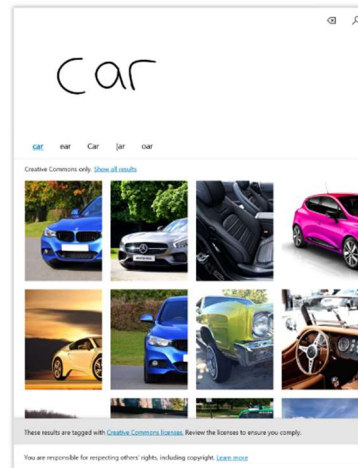 car
car ear Car jar oar
Creative Commons only. Show all results
These results are tagged with Creative Commons licenses. Review the licenses to ensure you comply.
You are responsible for respecting others' rights, including copyright. Learn more